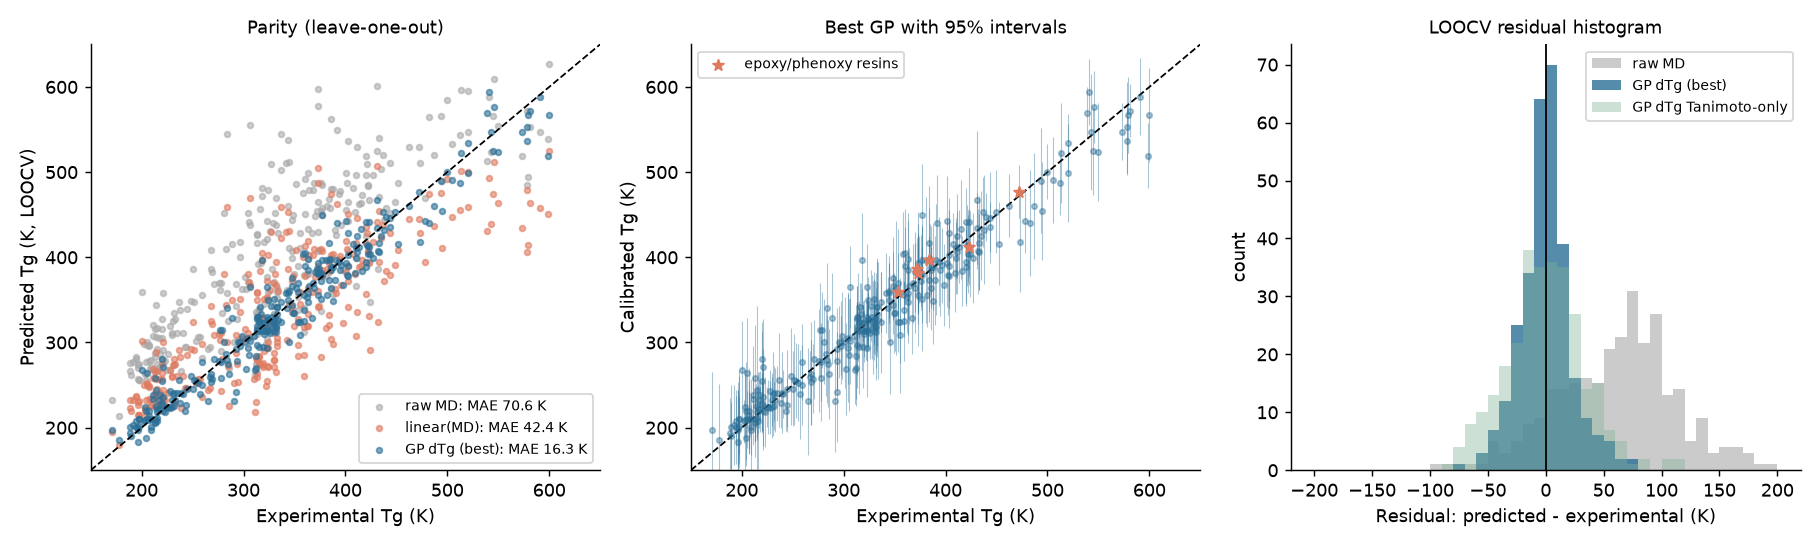 Parity (leave-one-out)
Predicted Tg (K, LOOCV)
600
500
400
300
200
raw MD: MAE 70.6 K
linear(MD): MAE 42.4 K
GP dTg (best): MAE 16.3 K
200 300 400 500 600
Experimental Tg (K)
Best GP with 95% intervals
Calibrated Tg (K)
600
500
400
300
200
epoxy/phenoxy resins
200 300 400 500 600
Experimental Tg (K)
LOOCV residual histogram
count
70
60
50
40
30
20
10
0
raw MD
GP dTg (best)
GP dTg Tanimoto-only
−200 −150 −100 −50 0 50 100 150 200
Residual: predicted - experimental (K)